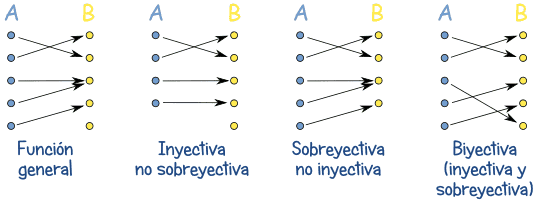 A B A B A B A B
Función
general
Inyectiva
no sobreyectiva
Sobreyectiva
no inyectiva
Biyectiva
(inyectiva y
sobreyectiva)